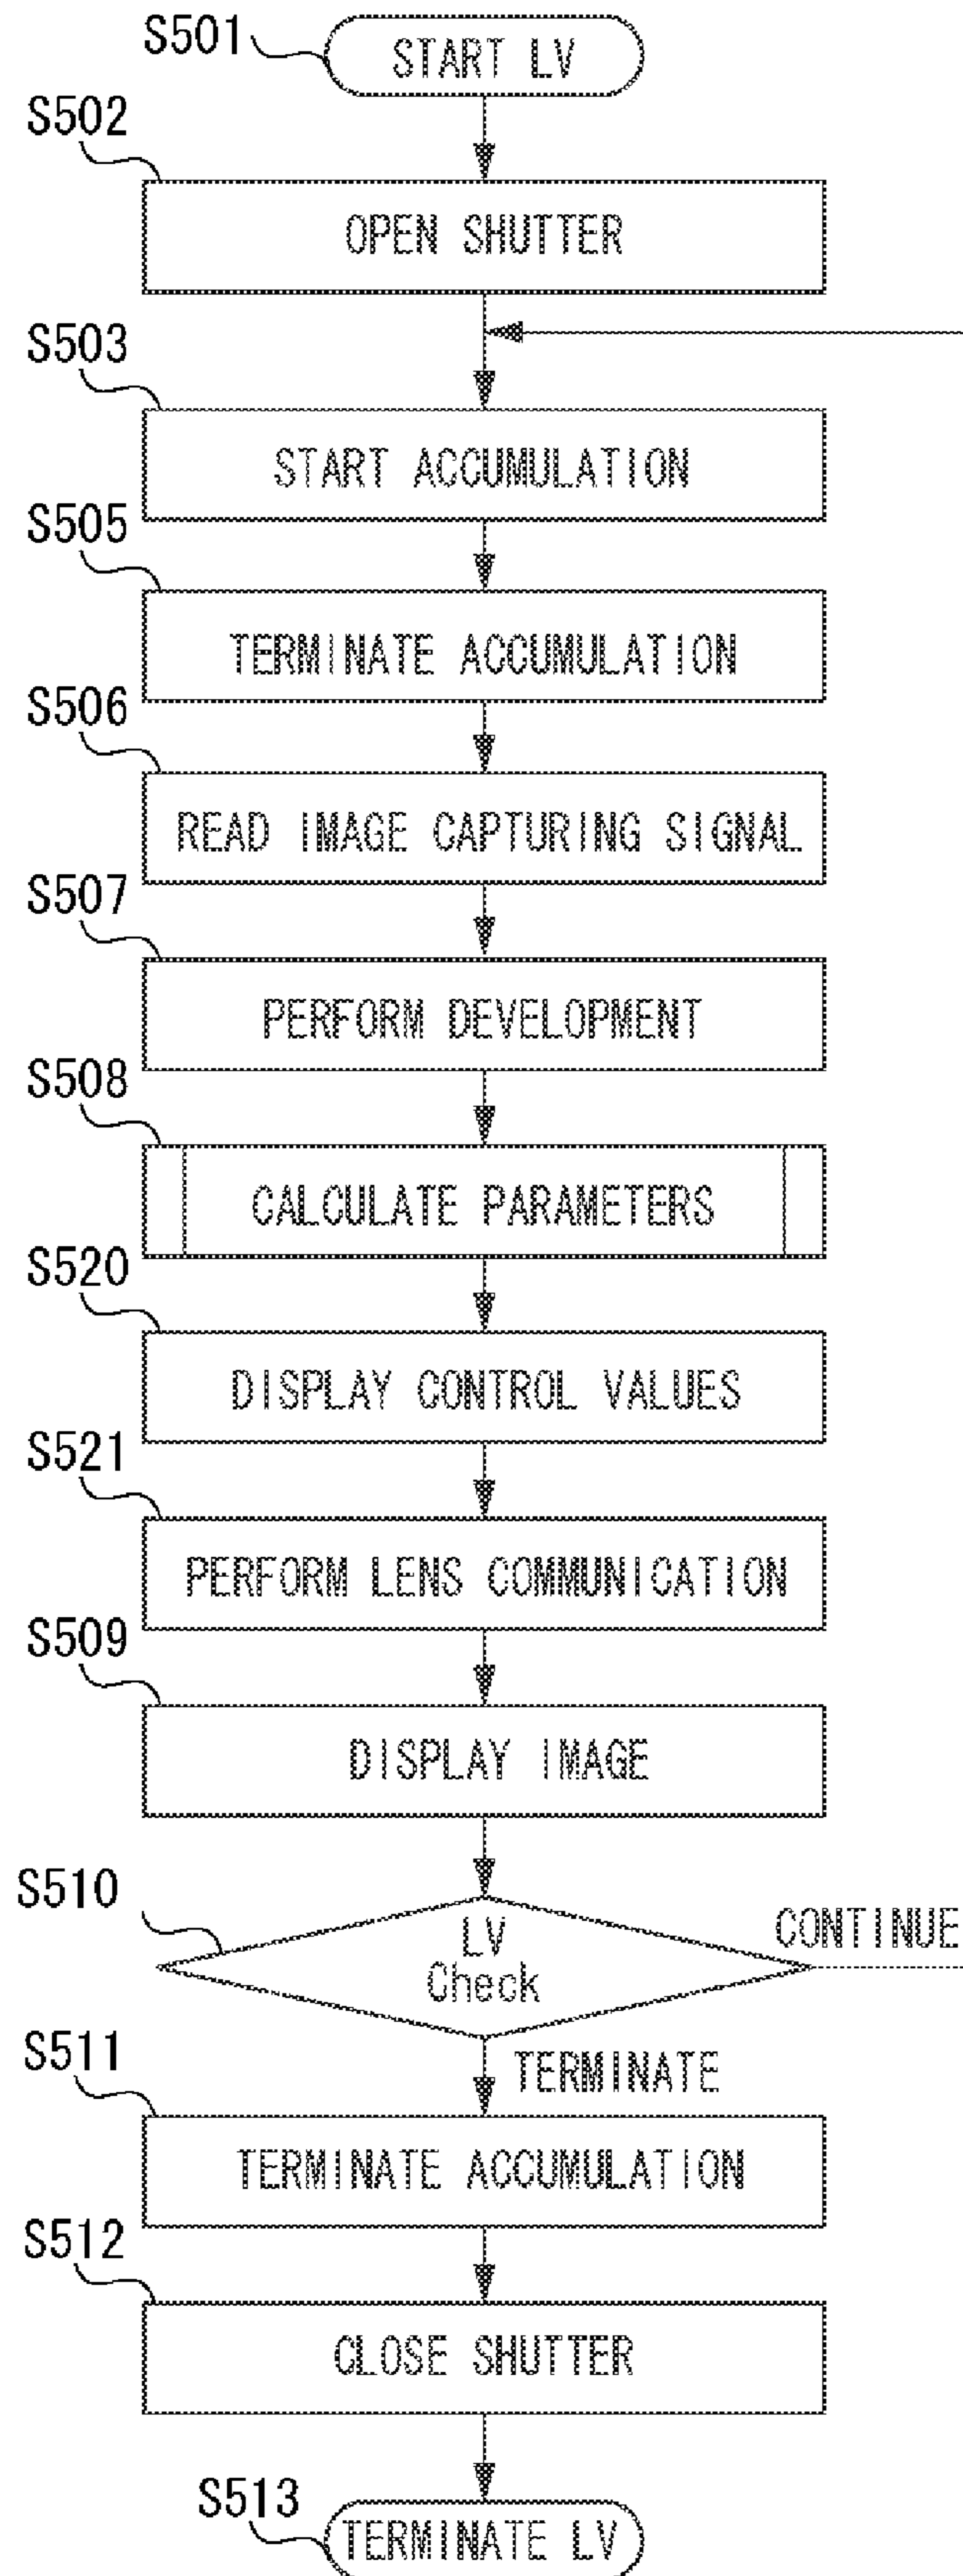 S501
START LV
S502
OPEN SHUTTER
S503
START ACCUMULATION
S505
TERMINATE ACCUMULATION
S506
READ IMAGE CAPTURING SIGNAL
S507
PERFORM DEVELOPMENT
S508
CALCULATE PARAMETERS
S520
DISPLAY CONTROL VALUES
S521
PERFORM LENS COMMUNICATION
S509
DISPLAY IMAGE
S510
LV
Check
CONTINUE
TERMINATE
S511
TERMINATE ACCUMULATION
S512
CLOSE SHUTTER
S513
TERMINATE LV